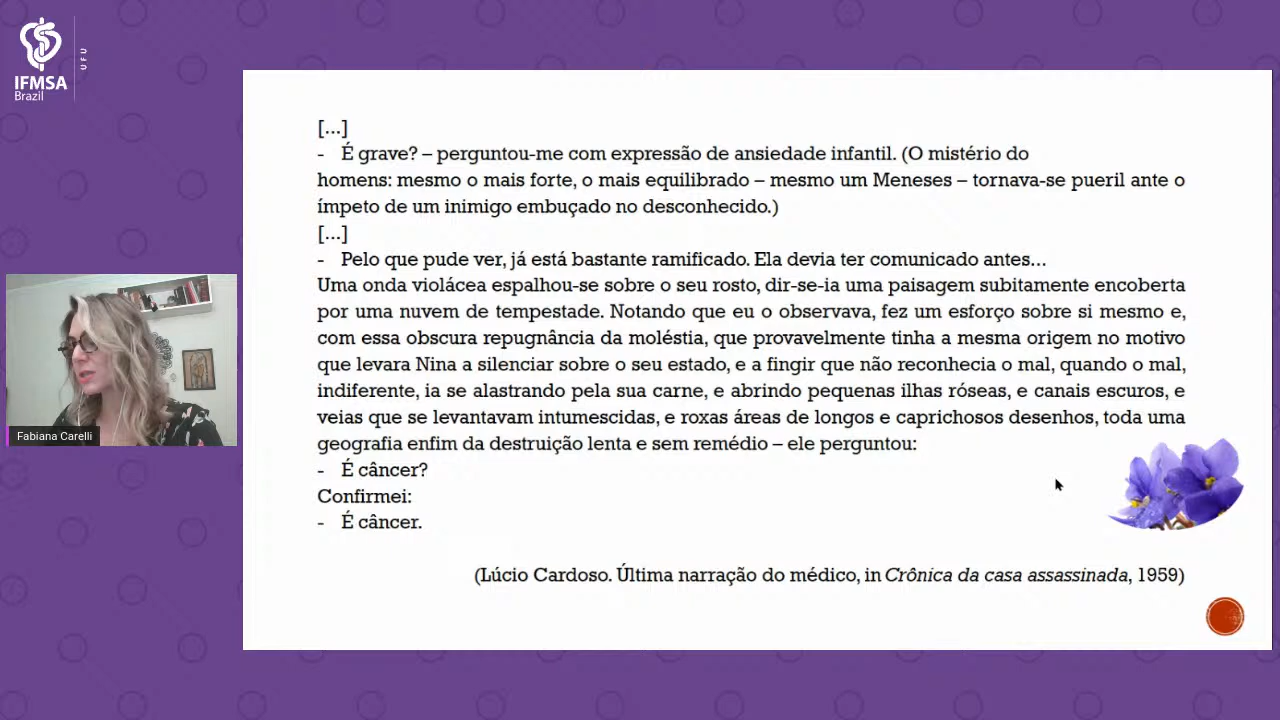 IFMSA
Brazil
UFU
[...]
- É grave? – perguntou-me com expressão de ansiedade infantil. (O mistério do
homens: mesmo o mais forte, o mais equilibrado – mesmo um Meneses – tornava-se pueril ante o
ímpeto de um inimigo embuçado no desconhecido.)
[...]
- Pelo que pude ver, já está bastante ramificado. Ela devia ter comunicado antes...
Uma onda violácea espalhou-se sobre o seu rosto, dir-se-ia uma paisagem subitamente encoberta
por uma nuvem de tempestade. Notando que eu o observava, fez um esforço sobre si mesmo e,
com essa obscura repugnância da moléstia, que provavelmente tinha a mesma origem no motivo
que levara Nina a silenciar sobre o seu estado, e a fingir que não reconhecia o mal, quando o mal,
indiferente, ia se alastrando pela sua carne, e abrindo pequenas ilhas róseas, e canais escuros, e
veias que se levantavam intumescidas, e roxas áreas de longos e caprichosos desenhos, toda uma
geografia enfim da destruição lenta e sem remédio – ele perguntou:
- É câncer?
Confirmei:
- É câncer.
(Lúcio Cardoso. Última narração do médico, in Crônica da casa assassinada, 1959)
Fabiana Carelli